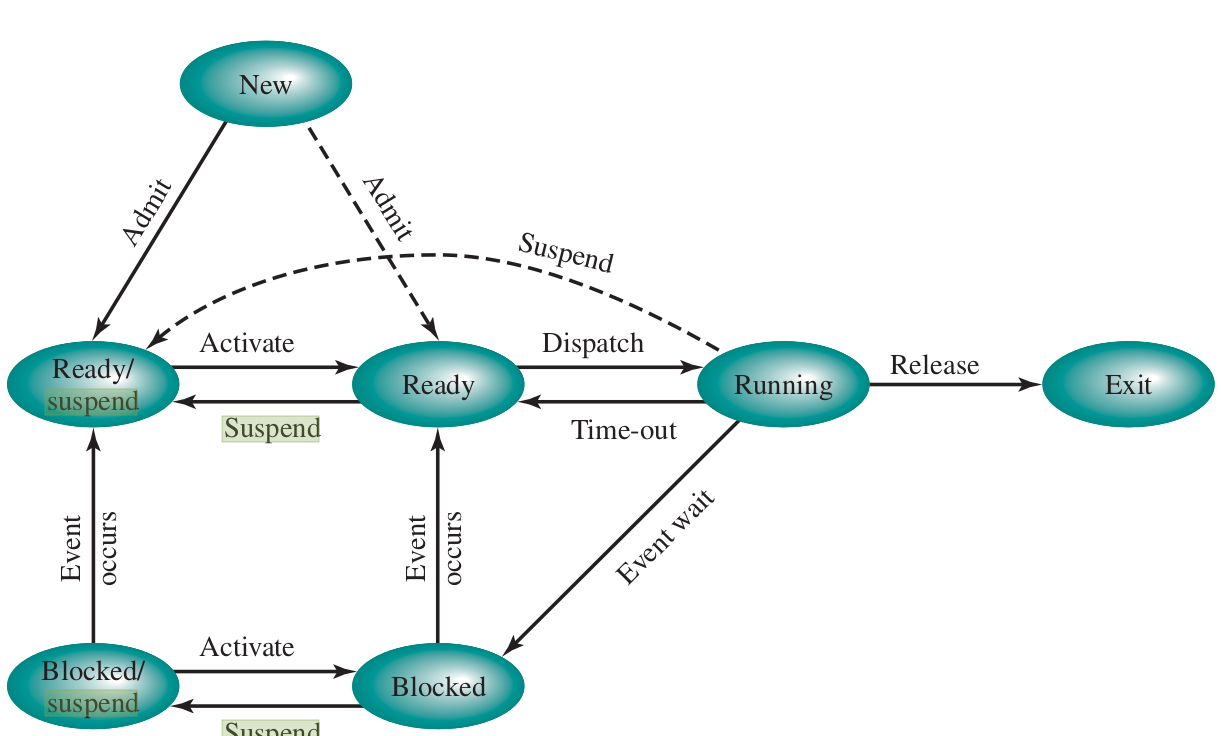 New
Admit
Admit
Suspend
Activate
Dispatch
Release
Ready/
suspend
Ready
Running
Exit
Suspend
Time-out
Event
occurs
Event
occurs
Event wait
Activate
Blocked/
suspend
Blocked
Suspend